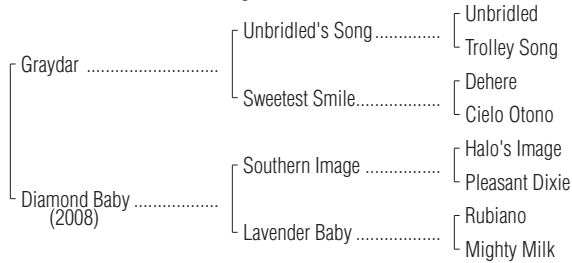 Unbridled
Unbridled's Song..............
Trolley Song
Graydar ............................
Dehere
Sweetest Smile..................
Cielo Otono
Halo's Image
Southern Image ................
Pleasant Dixie
Diamond Baby ..................
(2008)
Rubiano
Lavender Baby ..................
Mighty Milk